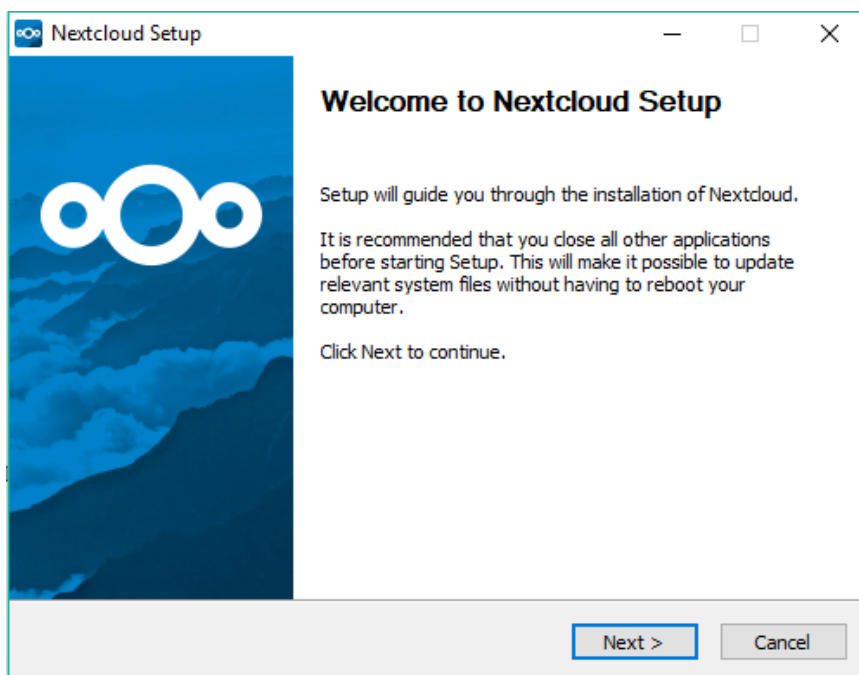 Nextcloud Setup
Welcome to Nextcloud Setup
Setup will guide you through the installation of Nextcloud.
It is recommended that you close all other applications
before starting Setup. This will make it possible to update
relevant system files without having to reboot your
computer.
Click Next to continue.
Next >
Cancel